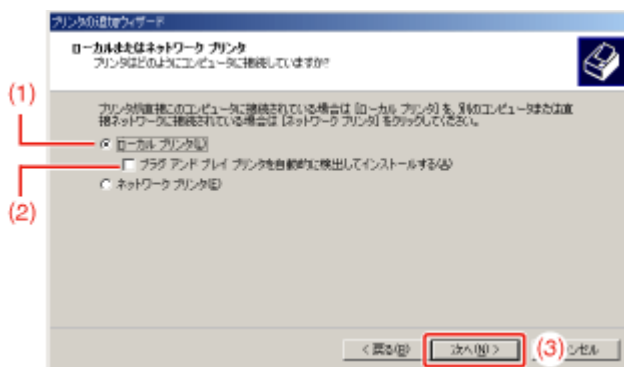 プリンタの追加ウィザード
ローカルまたはネットワーク プリンタ
プリンタはどのようにコンピュータに接続していますか?
(1)
プリンタが直接このコンピュータに接続されている場合は [ローカル プリンタ] を、別のコンピュータまたは直
接ネットワークに接続されている場合は [ネットワーク プリンタ] をクリックしてください。
ローカル プリンタ(L)
プラグ アンド プレイ プリンタを自動的に検出してインストールする(A)
(2)
ネットワーク プリンタ(E)
< 戻る(B)
次へ(N) >
(3)
ンセル